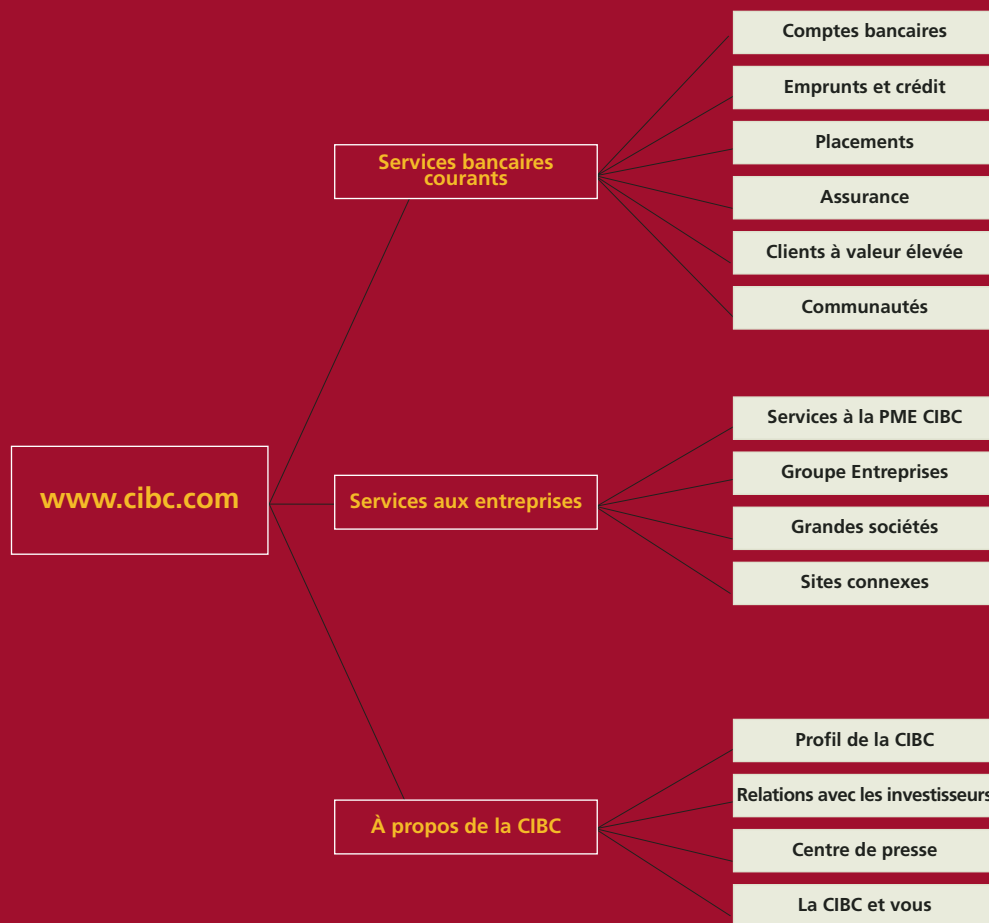 www.cibc.com
Services bancaires
courants
Comptes bancaires
Emprunts et crédit
Placements
Assurance
Clients à valeur élevée
Communautés
Services aux entreprises
Services à la PME CIBC
Groupe Entreprises
Grandes sociétés
Sites connexes
À propos de la CIBC
Profil de la CIBC
Relations avec les investisseurs
Centre de presse
La CIBC et vous